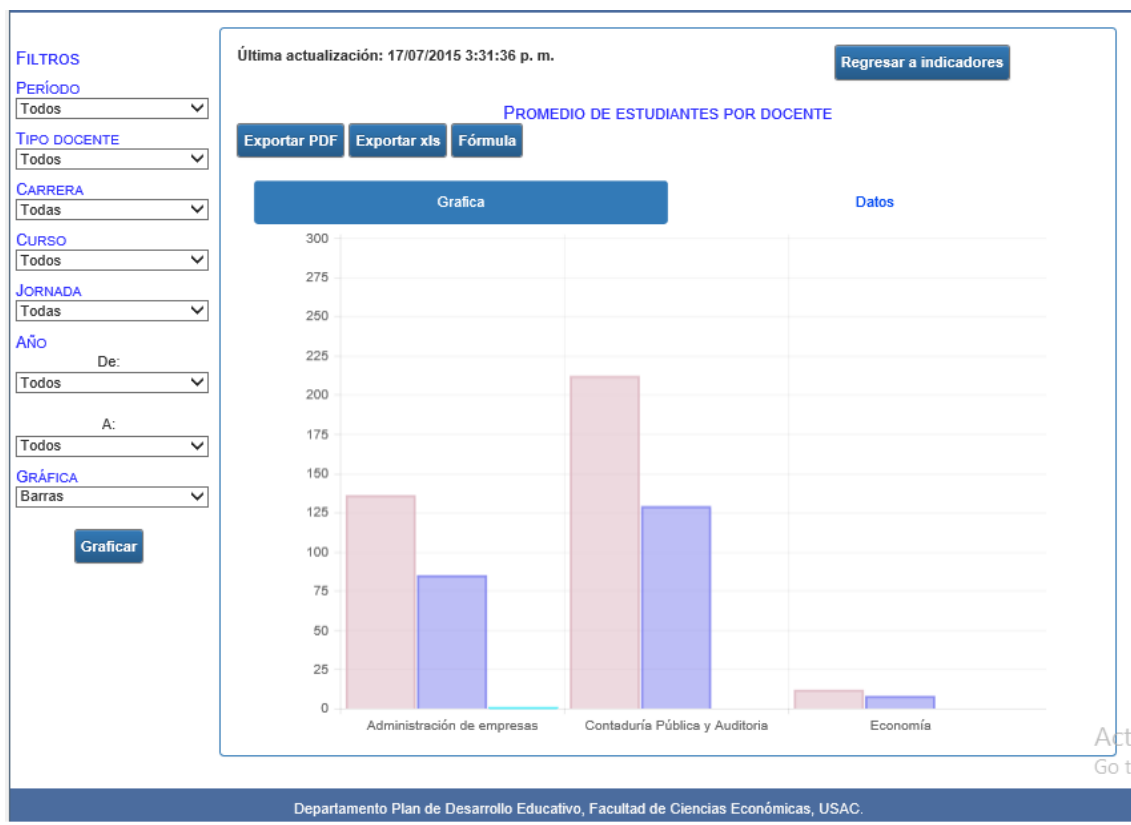 FILTROS
PERÍODO
Todos
TIPO DOCENTE
Todos
CARRERA
Todas
CURSO
Todos
JORNADA
Todas
AÑO
De:
Todos
A:
Todos
GRÁFICA
Barras
Graficar
Última actualización: 17/07/2015 3:31:36 p. m.
Regresar a indicadores
PROMEDIO DE ESTUDIANTES POR DOCENTE
Exportar PDF Exportar xls Fórmula
Grafica Datos
300
275
250
225
200
175
150
125
100
75
50
25
0
Administración de empresas Contaduría Pública y Auditoria Economía
Act
Go t
Departamento Plan de Desarrollo Educativo, Facultad de Ciencias Económicas, USAC.